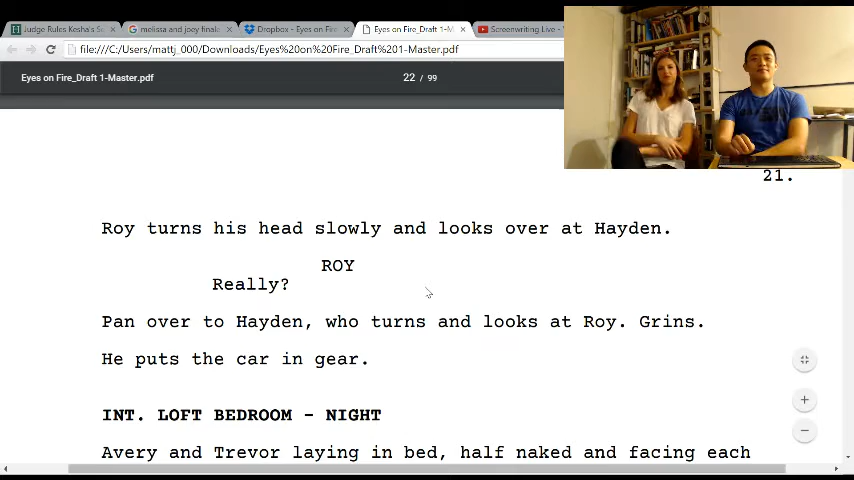 Judge Rules Kesha's Se
melissa and joey finale
Dropbox - Eyes on Fire
Eyes on Fire_Draft 1-M
Screenwriting Live -
file:///C:/Users/mattj_000/Downloads/Eyes%20on%20Fire_Draft%201-Master.pdf
Eyes on Fire_Draft 1-Master.pdf
22 / 99
21.
Roy turns his head slowly and looks over at Hayden.
ROY
Really?
Pan over to Hayden, who turns and looks at Roy. Grins.
He puts the car in gear.
INT. LOFT BEDROOM - NIGHT
Avery and Trevor laying in bed, half naked and facing each